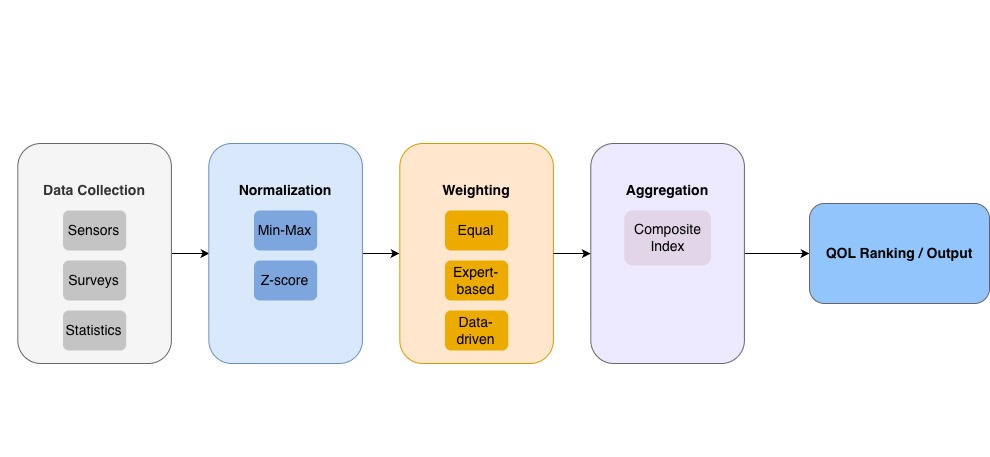 Data Collection
Sensors
Surveys
Statistics
Normalization
Min-Max
Z-score
Weighting
Equal
Expert-
based
Data-
driven
Aggregation
Composite
Index
QOL Ranking / Output